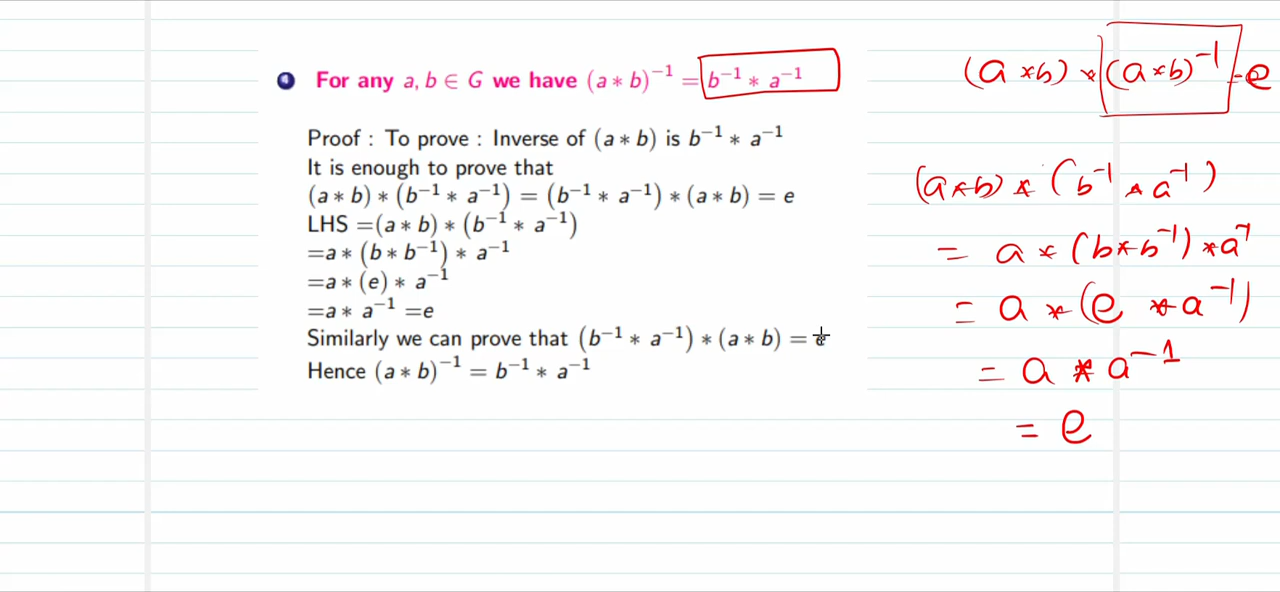 4 For any a, b ∈ G we have (a ∗ b)⁻¹ = b⁻¹ ∗ a⁻¹
Proof : To prove : Inverse of (a ∗ b) is b⁻¹ ∗ a⁻¹
It is enough to prove that
(a ∗ b) ∗ (b⁻¹ ∗ a⁻¹) = (b⁻¹ ∗ a⁻¹) ∗ (a ∗ b) = e
LHS =(a ∗ b) ∗ (b⁻¹ ∗ a⁻¹)
=a ∗ (b ∗ b⁻¹) ∗ a⁻¹
=a ∗ (e) ∗ a⁻¹
=a ∗ a⁻¹ =e
Similarly we can prove that (b⁻¹ ∗ a⁻¹) ∗ (a ∗ b) = e
Hence (a ∗ b)⁻¹ = b⁻¹ ∗ a⁻¹
(a ∗ b) ∗ (a ∗ b)⁻¹ = e
(a ∗ b) ∗ (b⁻¹ ∗ a⁻¹)
= a ∗ (b ∗ b⁻¹) ∗ a⁻¹
= a ∗ (e ∗ a⁻¹)
= a ∗ a⁻¹
= e